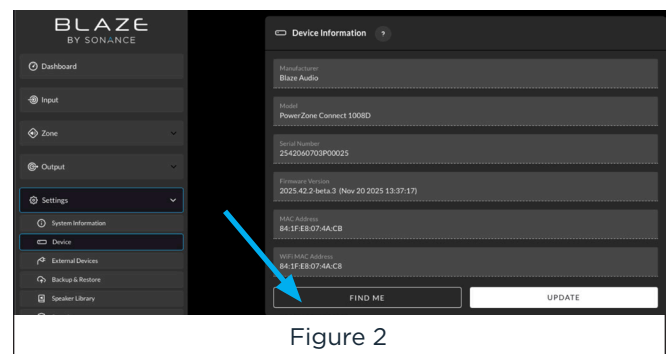 BLAZE
BY SONANCE
Dashboard
Input
Zone
Output
Settings
System Information
Device
External Devices
Backup & Restore
Speaker Library
Device Information ?
Manufacturer
Blaze Audio
Model
PowerZone Connect 1008D
Serial Number
2542060703P00025
Firmware Version
2025.42.2-beta.3 (Nov 20 2025 13:37:17)
MAC Address
84:1F:E8:07:4A:CB
WiFi MAC Address
84:1F:E8:07:4A:C8
FIND ME
UPDATE
Figure 2